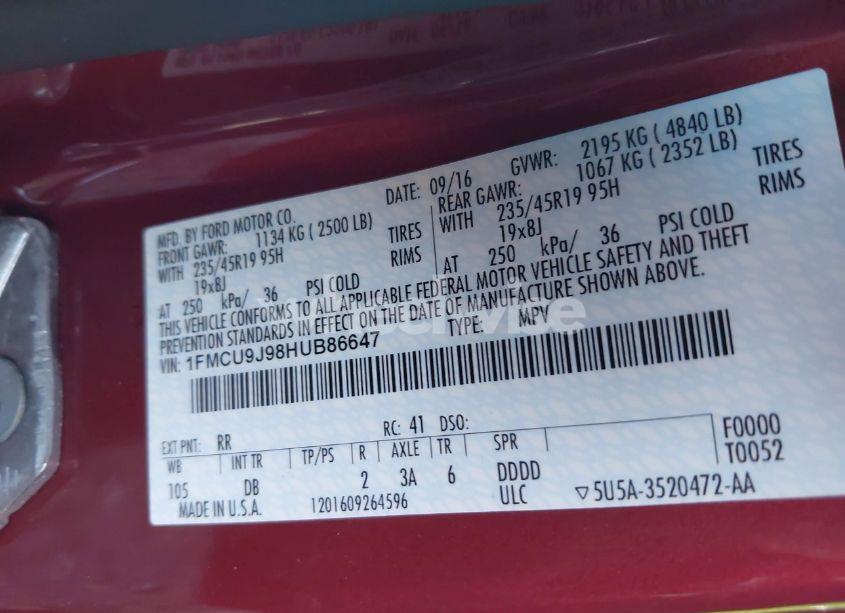 MFD. BY FORD MOTOR CO.
DATE: 09/16
GVWR: 2195 KG ( 4840 LB)
FRONT GAWR: 1134 KG ( 2500 LB)
REAR GAWR: 1067 KG ( 2352 LB)
WITH 235/45R19 95H TIRES
WITH 235/45R19 95H TIRES
19x8J RIMS
19x8J RIMS
AT 250 kPa/ 36 PSI COLD
AT 250 kPa/ 36 PSI COLD
THIS VEHICLE CONFORMS TO ALL APPLICABLE FEDERAL MOTOR VEHICLE SAFETY AND THEFT
PREVENTION STANDARDS IN EFFECT ON THE DATE OF MANUFACTURE SHOWN ABOVE.
VIN: 1FMCU9J98HUB86647
TYPE: MPV
EXT PNT: RR RC: 41 DSO:
WB INT TR TP/PS R AXLE TR SPR
F0000
T0052
105 DB 2 3A 6 DDDD
MADE IN U.S.A. 1201609264596 ULC ▽5U5A-3520472-AA